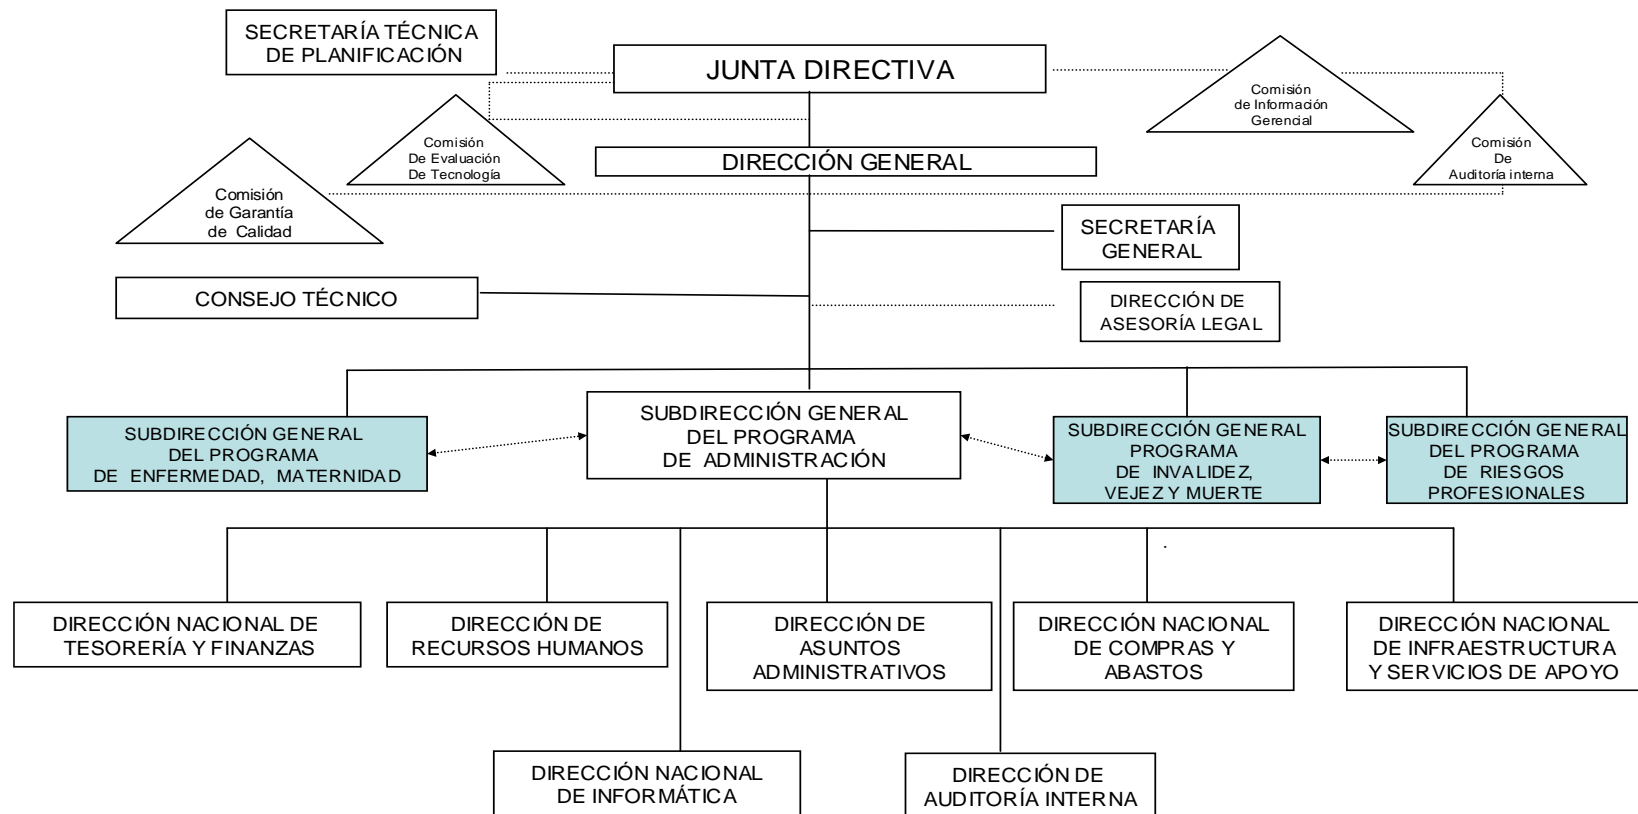 SECRETARÍA TÉCNICA
DE PLANIFICACIÓN
JUNTA DIRECTIVA
Comisión
de Información
Gerencial
Comisión
De Evaluación
De Tecnología
Comisión
De
Auditoría interna
DIRECCIÓN GENERAL
Comisión
de Garantía
de Calidad
SECRETARÍA
GENERAL
CONSEJO TÉCNICO
DIRECCIÓN DE
ASESORÍA LEGAL
SUBDIRECCIÓN GENERAL
DEL PROGRAMA
DE ENFERMEDAD, MATERNIDAD
SUBDIRECCIÓN GENERAL
DEL PROGRAMA
DE ADMINISTRACIÓN
SUBDIRECCIÓN GENERAL
PROGRAMA
DE INVALIDEZ,
VEJEZ Y MUERTE
SUBDIRECCIÓN GENERAL
DEL PROGRAMA
DE RIESGOS
PROFESIONALES
DIRECCIÓN NACIONAL DE
TESORERÍA Y FINANZAS
DIRECCIÓN DE
RECURSOS HUMANOS
DIRECCIÓN DE
ASUNTOS
ADMINISTRATIVOS
DIRECCIÓN NACIONAL
DE COMPRAS Y
ABASTOS
DIRECCIÓN NACIONAL
DE INFRAESTRUCTURA
Y SERVICIOS DE APOYO
DIRECCIÓN NACIONAL
DE INFORMÁTICA
DIRECCIÓN DE
AUDITORÍA INTERNA